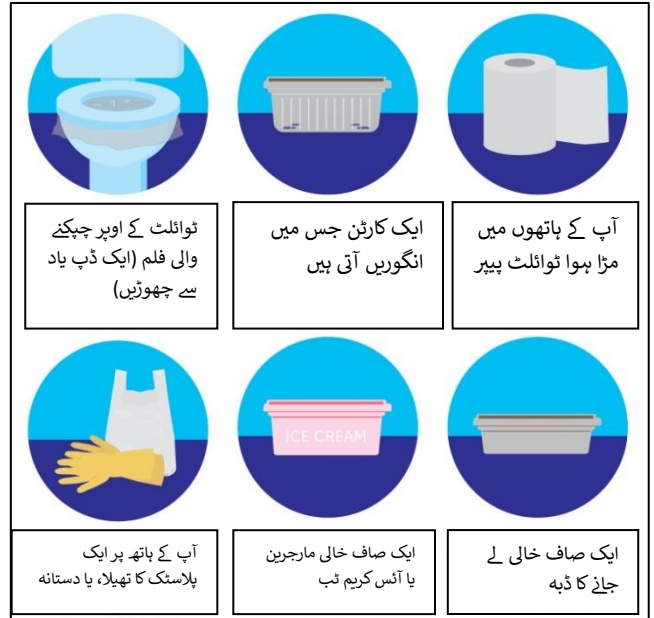 آپ کے ہاتھوں میں
مڑا ہوا ٹوائلٹ پیپر
ایک کارٹن جس میں
انگوریں آتی ہیں
ٹوائلٹ کے اوپر چپکنے
والی فلم (ایک ڈپ یاد
سے چھوڑیں)
ICE CREAM
ایک صاف خالی لے
جانے کا ڈبہ
ایک صاف خالی مارجرین
یا آئس کریم ٹب
آپ کے ہاتھ پر ایک
پلاسٹک کا تھیلا، یا دستانہ